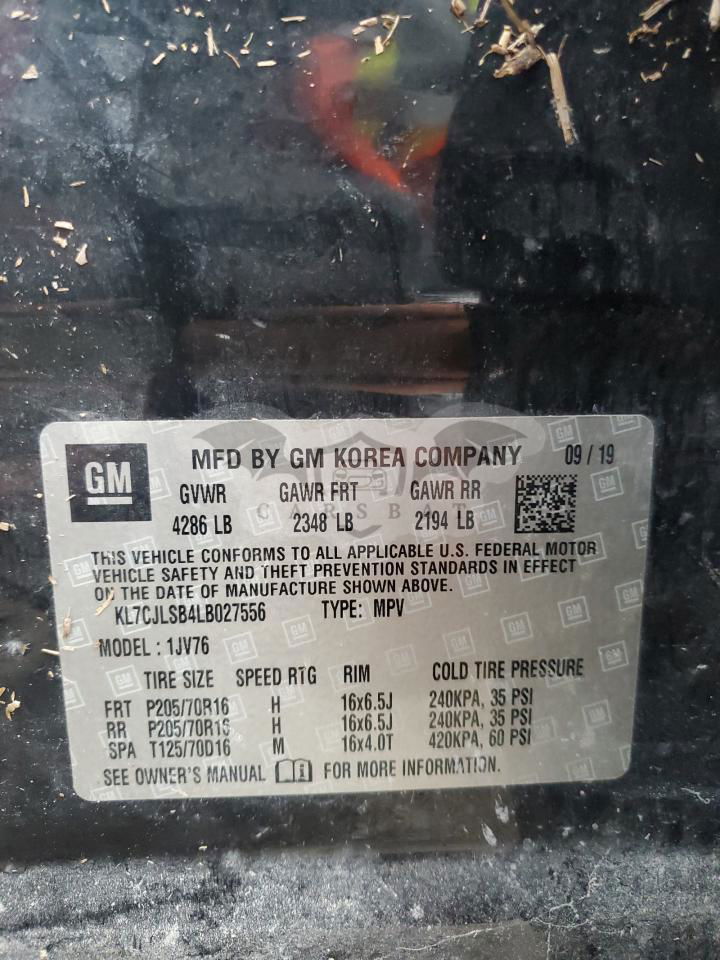 GM MFD BY GM KOREA COMPANY 09 / 19
GVWR GAWR FRT GAWR RR
4286 LB 2348 LB 2194 LB
CARSBAT
THIS VEHICLE CONFORMS TO ALL APPLICABLE U.S. FEDERAL MOTOR
VEHICLE SAFETY AND THEFT PREVENTION STANDARDS IN EFFECT
ON THE DATE OF MANUFACTURE SHOWN ABOVE.
KL7CJLSB4LB027556 TYPE: MPV
MODEL : 1JV76
TIRE SIZE SPEED RTG RIM COLD TIRE PRESSURE
FRT P205/70R16 H 16x6.5J 240KPA, 35 PSI
RR P205/70R16 H 16x6.5J 240KPA, 35 PSI
SPA T125/70D16 M 16x4.0T 420KPA, 60 PSI
SEE OWNER'S MANUAL FOR MORE INFORMATION.